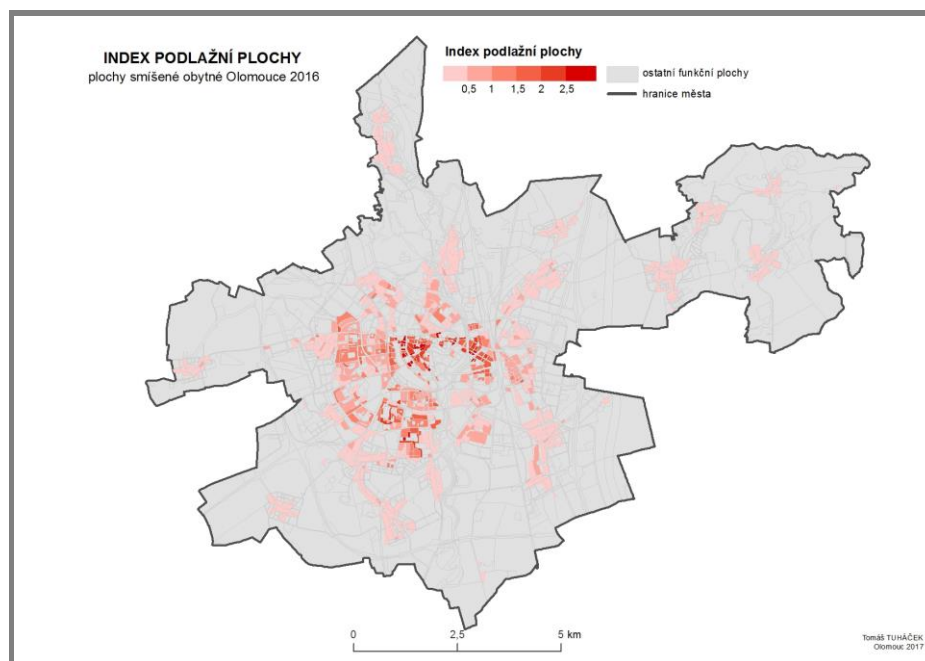 INDEX PODLAŽNÍ PLOCHY
plochy smíšené obytné Olomouce 2016
Index podlažní plochy
0,5 1 1,5 2 2,5
ostatní funkční plochy
hranice města
0 2,5 5 km
Tomáš TUHÁČEK
Olomouc 2017